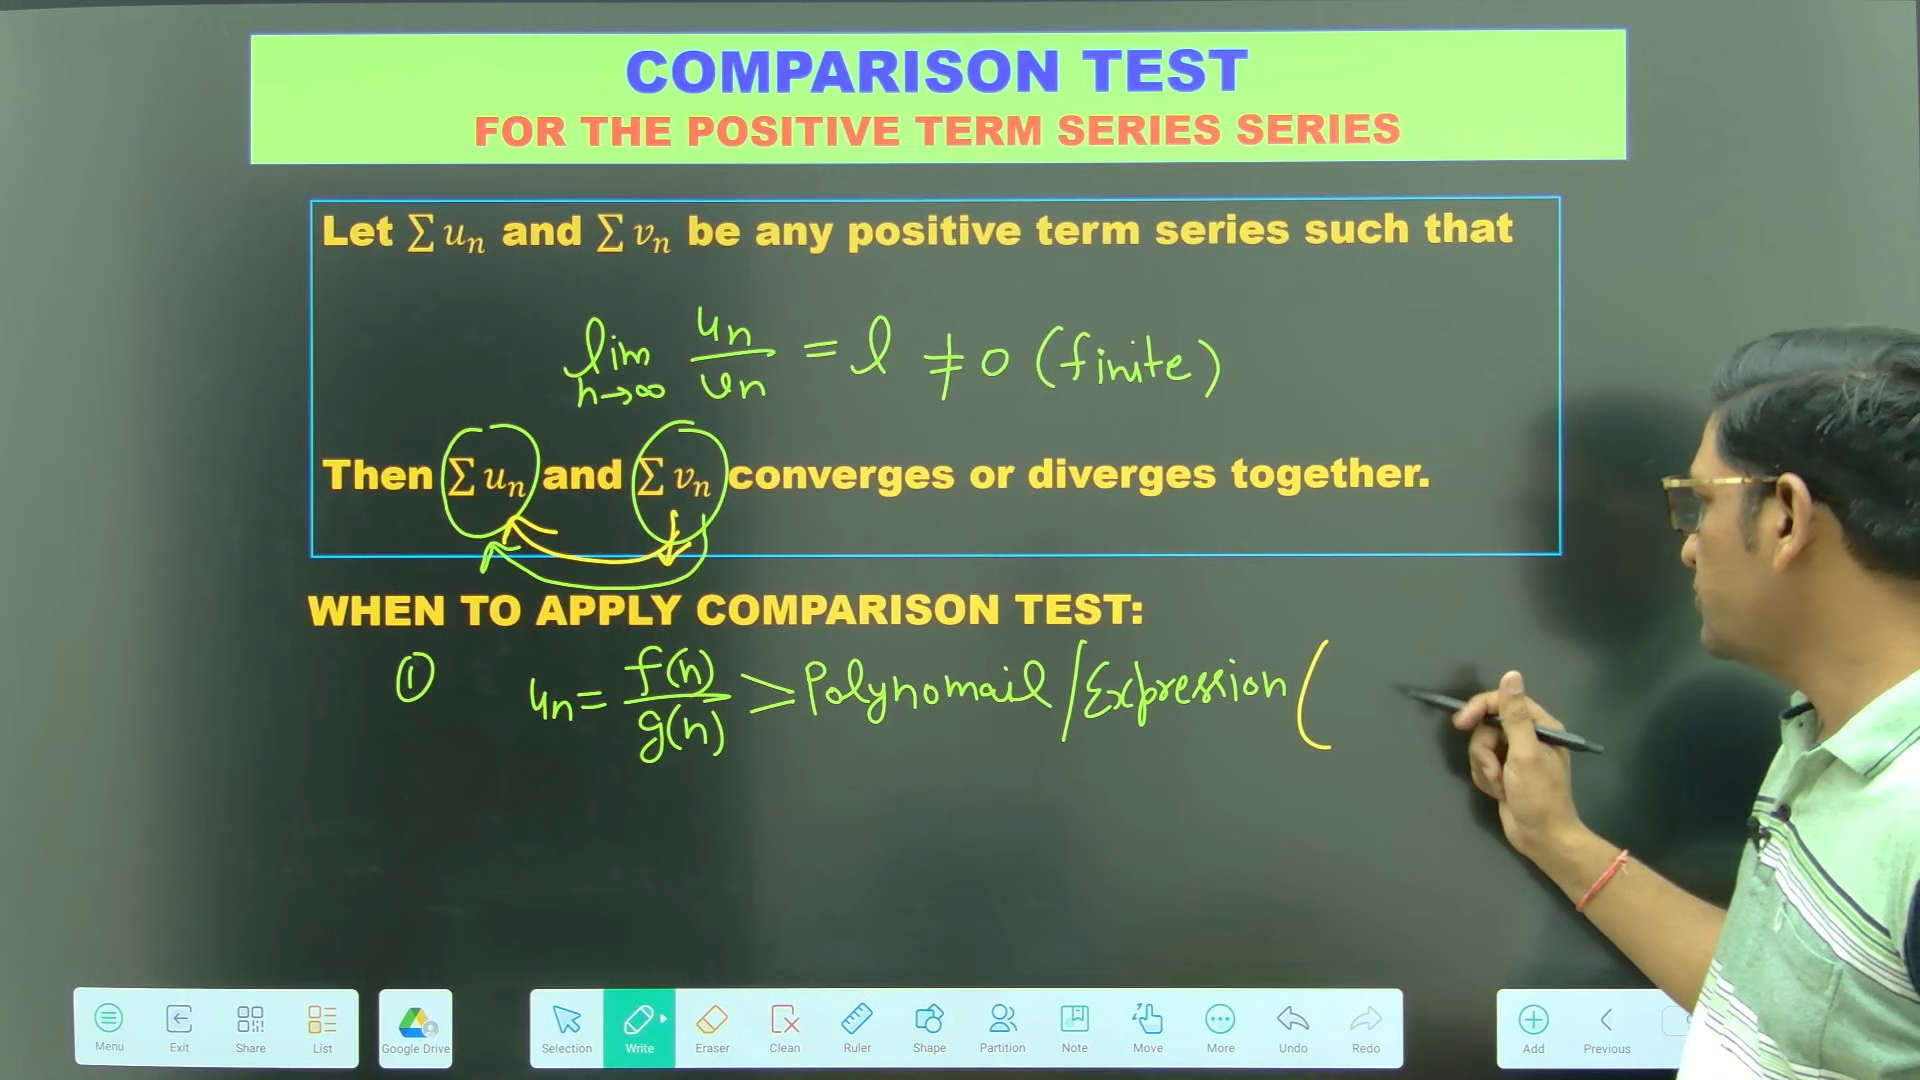 COMPARISON TEST
FOR THE POSITIVE TERM SERIES SERIES
Let ∑ uₙ and ∑ vₙ be any positive term series such that
lim n→∞ uₙ/vₙ = l ≠ 0 (finite)
Then ∑ uₙ and ∑ vₙ converges or diverges together.
WHEN TO APPLY COMPARISON TEST:
① uₙ = f(n)/g(n) > Polynomail / Expression (
Menu Exit Share List Google Drive Selection Write Eraser Clean Ruler Shape Partition Note Move More Undo Redo Add Previous